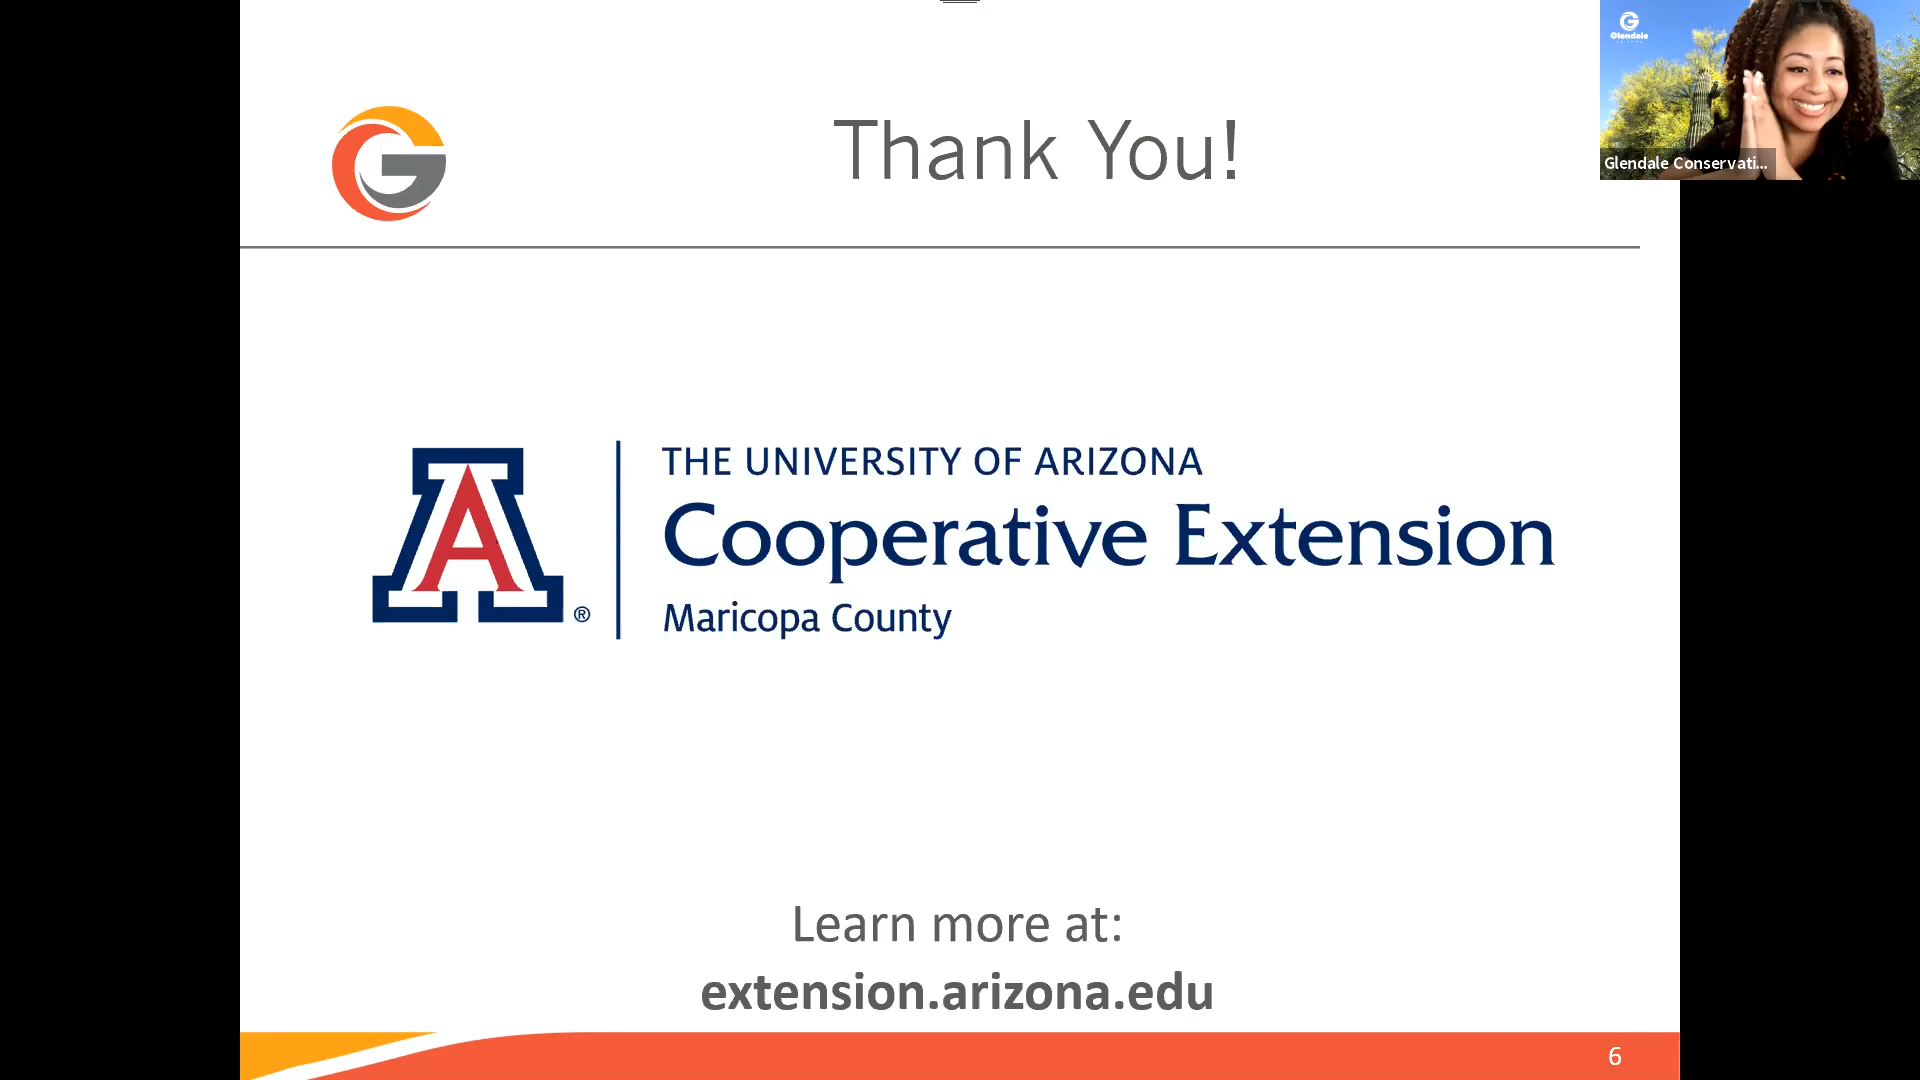 Thank You!
Glendale
Glendale Conservati...
THE UNIVERSITY OF ARIZONA
Cooperative Extension
Maricopa County
A®
Learn more at:
extension.arizona.edu
6